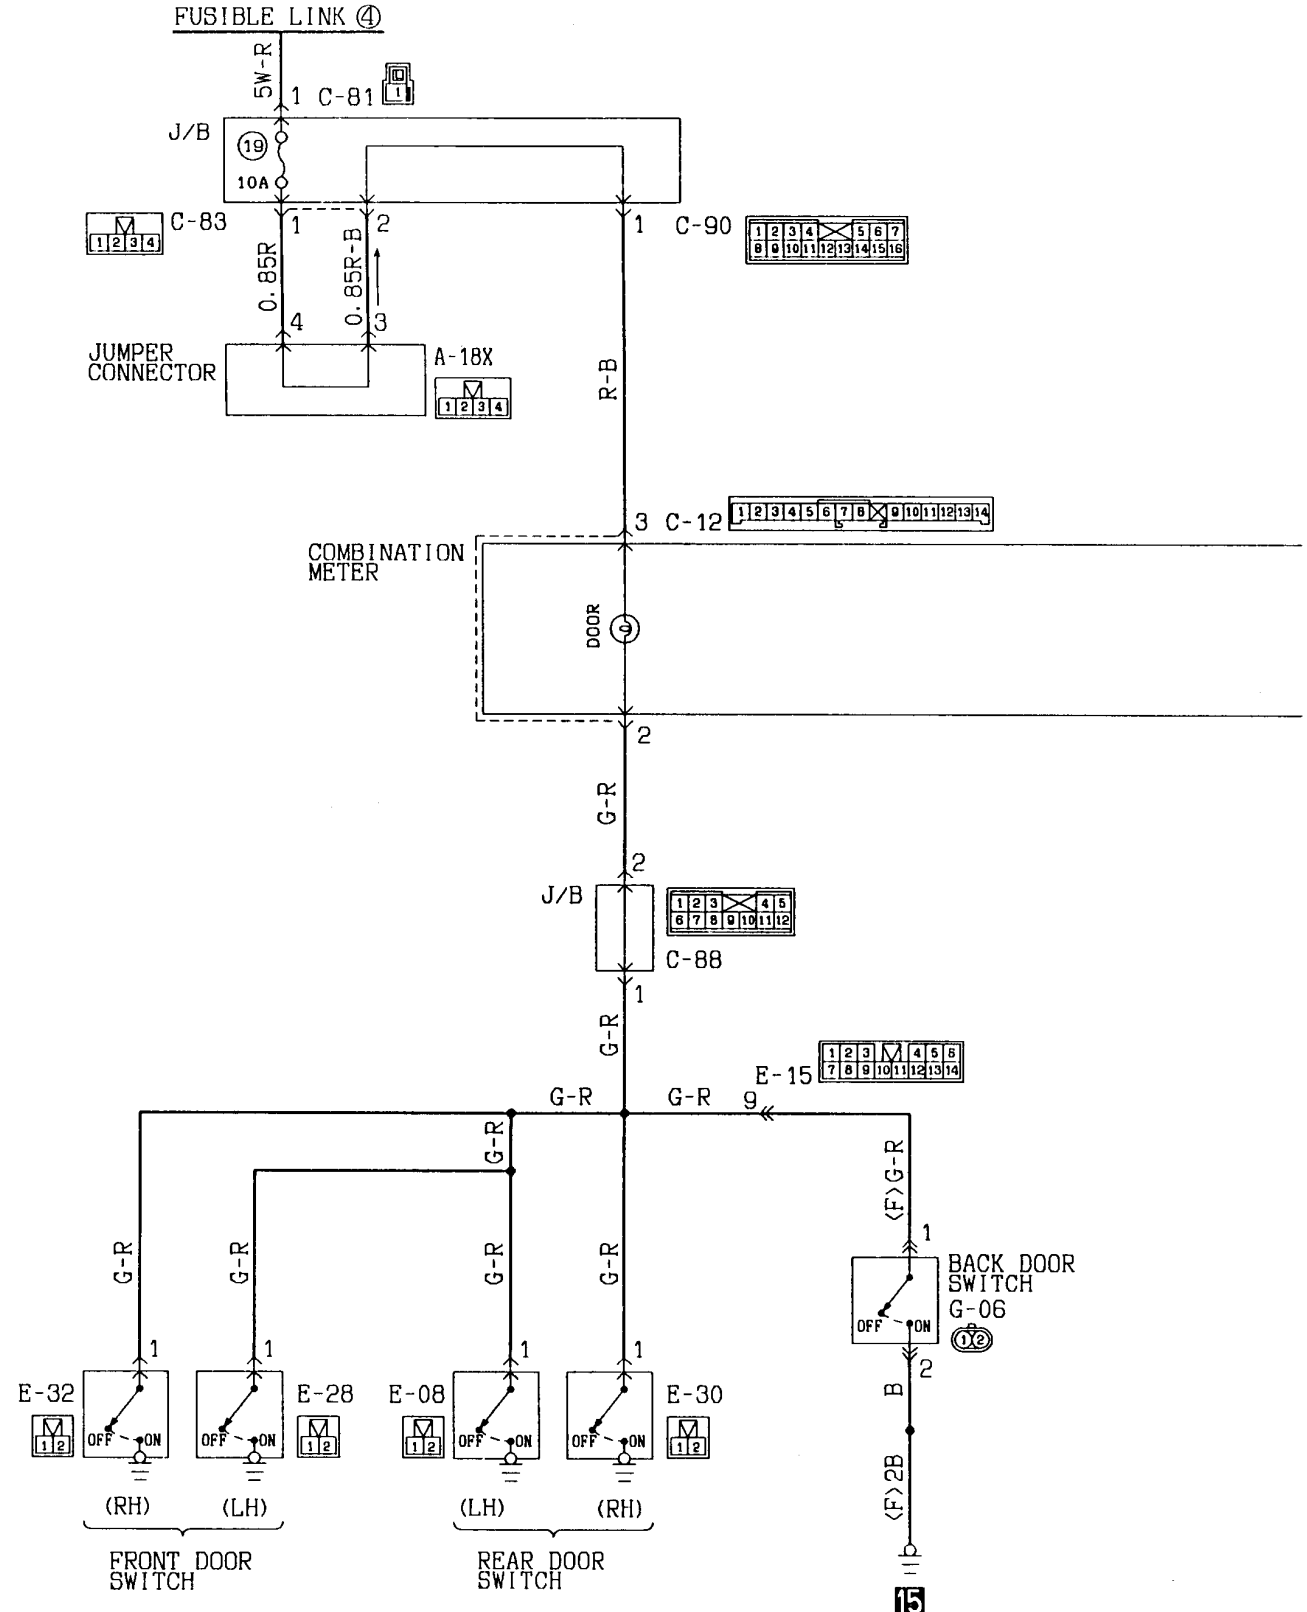 FUSIBLE LINK ④
5W-R
1 C-81
1
J/B
19
10A
C-83
1 2 3 4
1
2
1
C-90
1 2 3 4 5 6 7
8 9 10 11 12 13 14 15 16
0.85R
0.85R-B
4
3
JUMPER
CONNECTOR
A-18X
1 2 3 4
R-B
3 C-12
1 2 3 4 5 6 7 8 9 10 11 12 13 14
COMBINATION
METER
DOOR
2
G-R
2
J/B
1 2 3 4 5
6 7 8 9 10 11 12
C-88
1
G-R
E-15
1 2 3 4 5 6
7 8 9 10 11 12 13 14
G-R
G-R
9
G-R
<F>G-R
G-R
G-R
G-R
G-R
1
BACK DOOR
SWITCH
G-06
1 2
OFF ON
2
1
1
1
1
E-32
1 2
OFF ON
E-28
1 2
OFF ON
E-08
1 2
OFF ON
E-30
1 2
OFF ON
B
<F>2B
(RH)
(LH)
(LH)
(RH)
FRONT DOOR
SWITCH
REAR DOOR
SWITCH
15